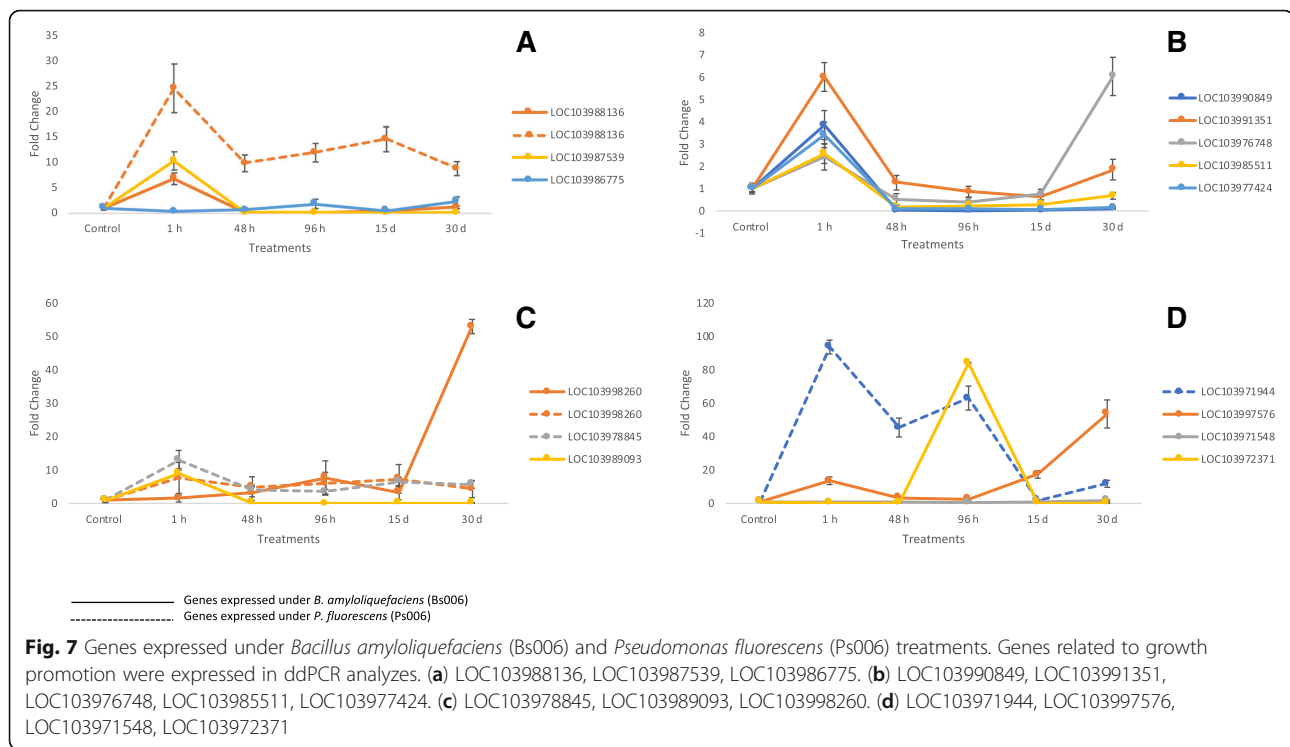 A
35
30
25
20
15
10
5
0
Fold Change
Control 1 h 48 h 96 h 15 d 30 d
Treatments
LOC103988136
LOC103988136
LOC103987539
LOC103986775
B
8
7
6
5
4
3
2
1
0
-1
Fold Change
Control 1 h 48 h 96 h 15 d 30 d
Treatments
LOC103990849
LOC103991351
LOC103976748
LOC103985511
LOC103977424
C
60
50
40
30
20
10
0
Fold Change
Control 1 h 48 h 96 h 15 d 30 d
Treatments
LOC103998260
LOC103998260
LOC103978845
LOC103989093
D
120
100
80
60
40
20
0
Fold Change
Control 1 h 48 h 96 h 15 d 30 d
Treatments
LOC103971944
LOC103997576
LOC103971548
LOC103972371
Genes expressed under B. amyloliquefaciens (Bs006)
Genes expressed under P. fluorescens (Ps006)
Fig. 7 Genes expressed under Bacillus amyloliquefaciens (Bs006) and Pseudomonas fluorescens (Ps006) treatments. Genes related to growth
promotion were expressed in ddPCR analyzes. (a) LOC103988136, LOC103987539, LOC103986775. (b) LOC103990849, LOC103991351,
LOC103976748, LOC103985511, LOC103977424. (c) LOC103978845, LOC103989093, LOC103998260. (d) LOC103971944, LOC103997576,
LOC103971548, LOC103972371